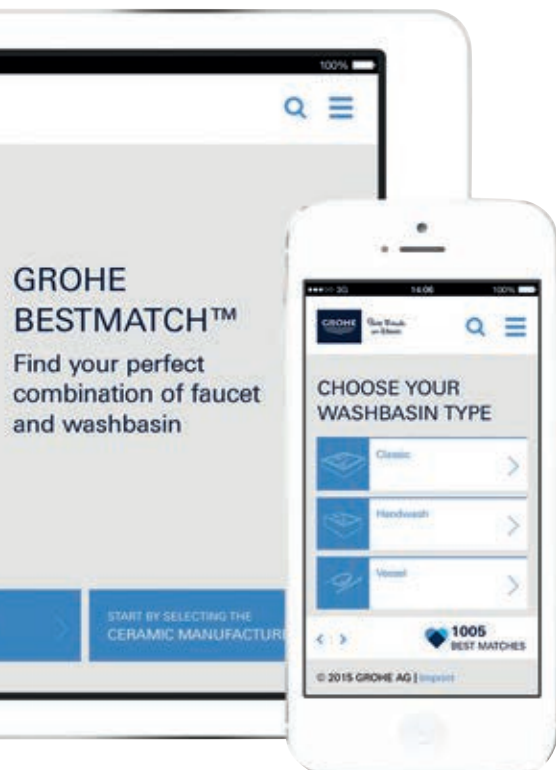 100%
GROHE
BESTMATCH™
Find your perfect
combination of faucet
and washbasin
START BY SELECTING THE
CERAMIC MANUFACTUR
3G 14:06 100%
GROHE
CHOOSE YOUR
WASHBASIN TYPE
Classic
Handwash
Vessel
1005
BEST MATCHES
© 2015 GROHE AG | Imprint